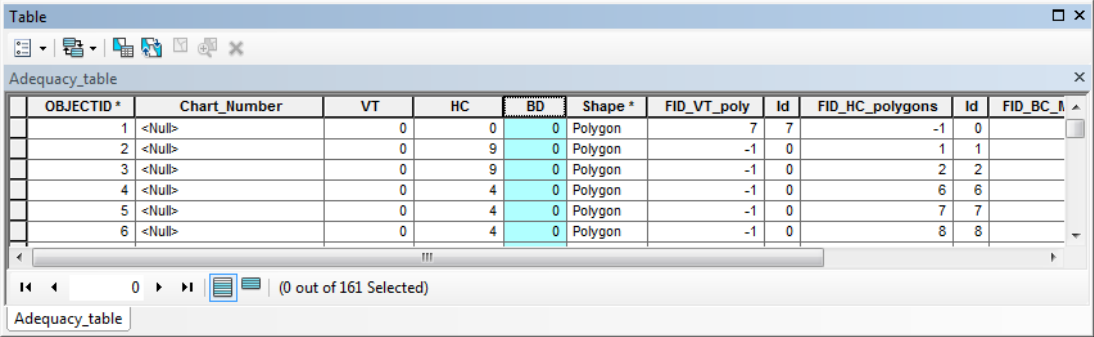 Table
Adequacy_table
OBJECTID * Chart_Number VT HC BD Shape * FID_VT_poly Id FID_HC_polygons Id FID_BC_M
1 <Null> 0 0 0 Polygon 7 7 -1 0
2 <Null> 0 9 0 Polygon -1 0 1 1
3 <Null> 0 9 0 Polygon -1 0 2 2
4 <Null> 0 4 0 Polygon -1 0 6 6
5 <Null> 0 4 0 Polygon -1 0 7 7
6 <Null> 0 4 0 Polygon -1 0 8 8
0 (0 out of 161 Selected)
Adequacy_table